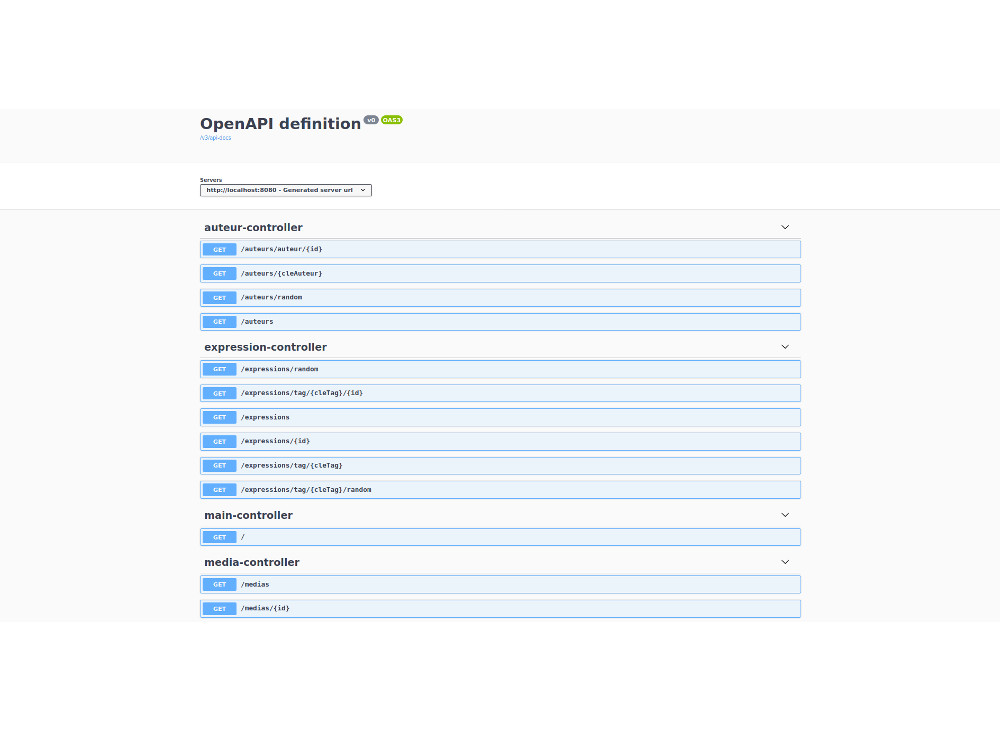 OpenAPI definition v0 OAS3
/v3/api-docs
Servers
http://localhost:8080 - Generated server url
auteur-controller
GET /auteurs/auteur/{id}
GET /auteurs/{cleAuteur}
GET /auteurs/random
GET /auteurs
expression-controller
GET /expressions/random
GET /expressions/tag/{cleTag}/{id}
GET /expressions
GET /expressions/{id}
GET /expressions/tag/{cleTag}
GET /expressions/tag/{cleTag}/random
main-controller
GET /
media-controller
GET /medias
GET /medias/{id}